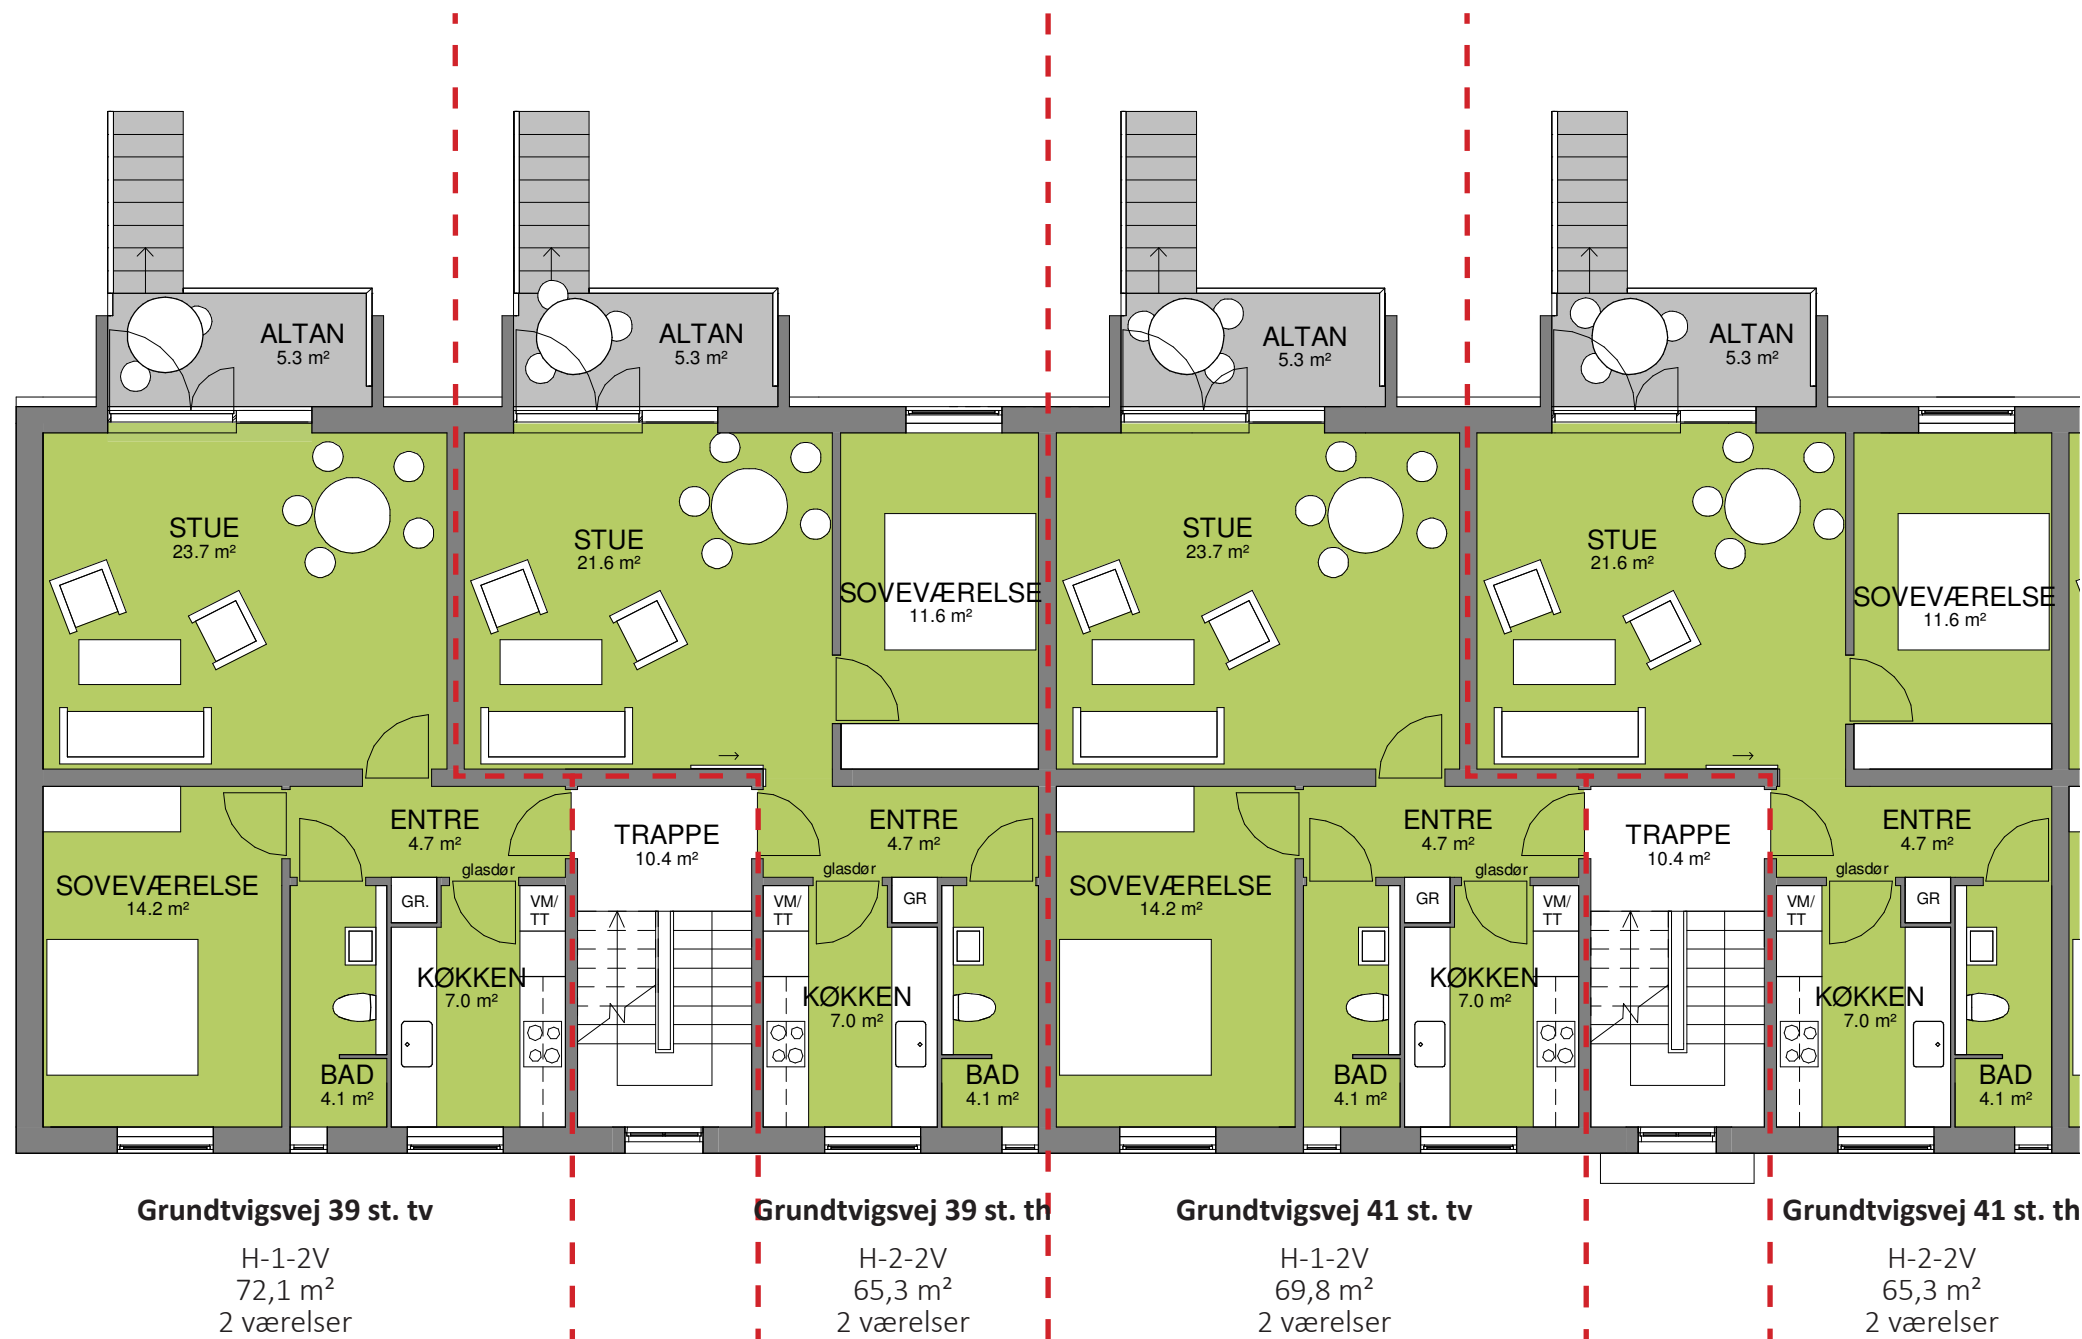 ALTAN
5.3 m²
ALTAN
5.3 m²
ALTAN
5.3 m²
ALTAN
5.3 m²
STUE
23.7 m²
STUE
21.6 m²
SOVEVÆRELSE
11.6 m²
STUE
23.7 m²
STUE
21.6 m²
SOVEVÆRELSE
11.6 m²
ENTRE
4.7 m²
glasdør
TRAPPE
10.4 m²
ENTRE
4.7 m²
glasdør
ENTRE
4.7 m²
glasdør
TRAPPE
10.4 m²
ENTRE
4.7 m²
glasdør
SOVEVÆRELSE
14.2 m²
GR.
VM/
TT
VM/
TT
GR
SOVEVÆRELSE
14.2 m²
GR
VM/
TT
VM/
TT
GR
KØKKEN
7.0 m²
KØKKEN
7.0 m²
KØKKEN
7.0 m²
KØKKEN
7.0 m²
BAD
4.1 m²
BAD
4.1 m²
BAD
4.1 m²
BAD
4.1 m²
Grundtvigsvej 39 st. tv
H-1-2V
72,1 m²
2 værelser
Grundtvigsvej 39 st. th
H-2-2V
65,3 m²
2 værelser
Grundtvigsvej 41 st. tv
H-1-2V
69,8 m²
2 værelser
Grundtvigsvej 41 st. th
H-2-2V
65,3 m²
2 værelser